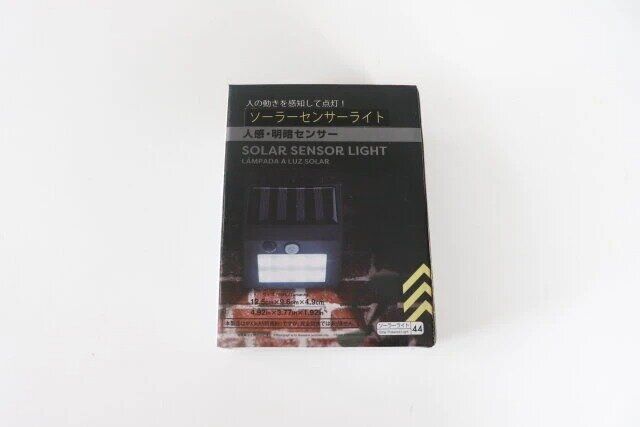 人の動きを感知して点灯！
ソーラーセンサーライト
人感・明暗センサー
SOLAR SENSOR LIGHT
LÂMPADA A LUZ SOLAR
12.5cm×9.6cm×4.9cm
4.92in×3.77in×1.92in
ソーラーライト
44